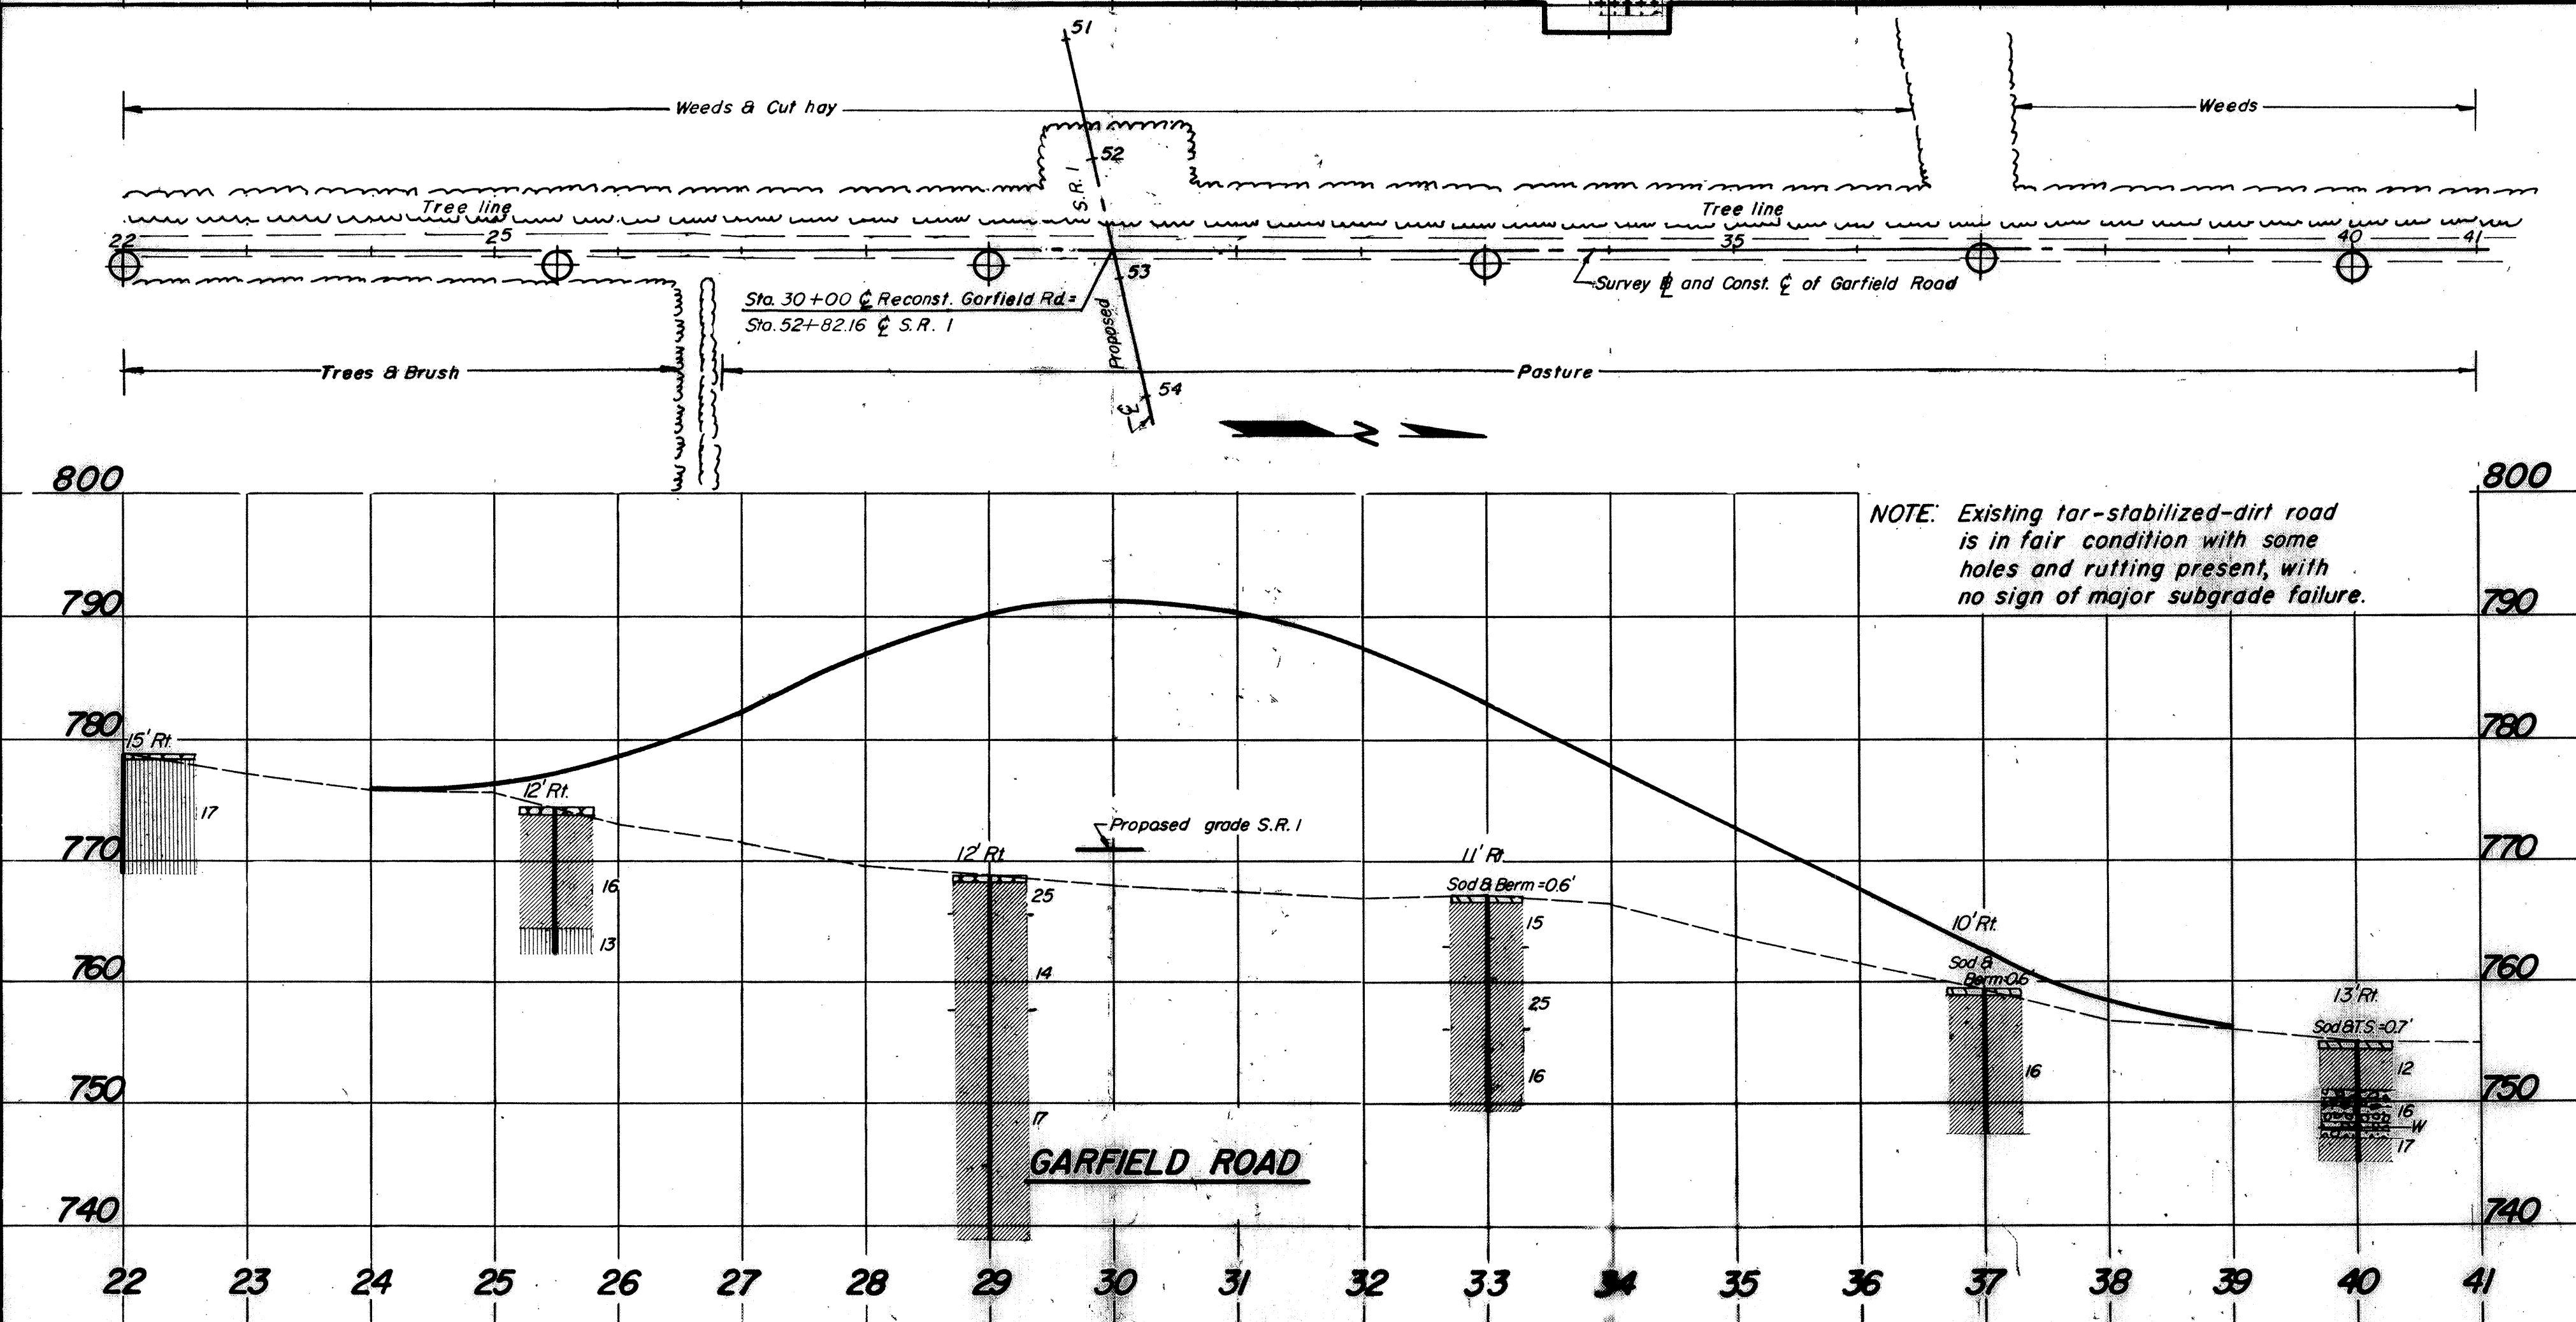 51
Weeds & Cut hay
Weeds
52
S.R. 1
Tree line
Tree line
22
25
35
40
41
53
Sta. 30+00 ℄ Reconst. Garfield Rd.=
Sta. 52+82.16 ℄ S.R. 1
Survey ⅊ and Const. ℄ of Garfield Road
Proposed
Trees & Brush
Pasture
54
℄
N
800
800
NOTE: Existing tar-stabilized-dirt road
is in fair condition with some
holes and rutting present, with
no sign of major subgrade failure.
790
790
780
780
15' Rt.
12' Rt.
17
Proposed grade S.R. 1
770
770
12' Rt.
11' Rt.
Sod & Berm = 0.6'
16
25
15
10' Rt.
13
Sod &
Berm=0.6'
760
760
14
25
13' Rt.
Sod & T.S. = 0.7'
16
16
12
750
750
17
16
W
17
GARFIELD ROAD
740
740
22 23 24 25 26 27 28 29 30 31 32 33 34 35 36 37 38 39 40 41